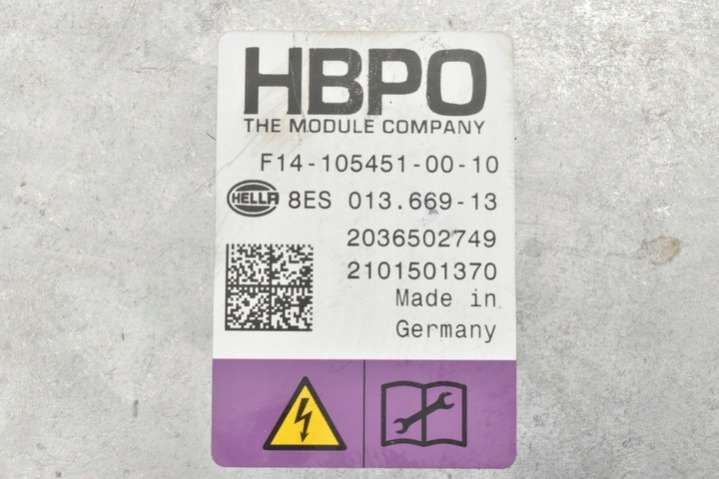 HBPO
THE MODULE COMPANY
F14-105451-00-10
HELLA 8ES 013.669-13
2036502749
2101501370
Made in
Germany